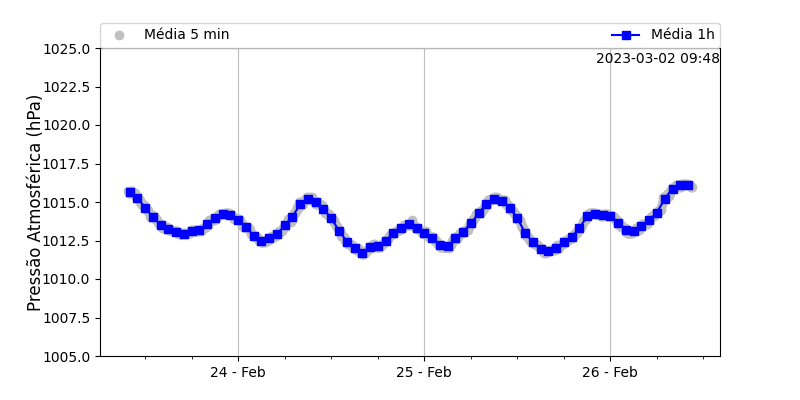 Média 5 min
Média 1h
2023-03-02 09:48
Pressão Atmosférica (hPa)
1025.0
1022.5
1020.0
1017.5
1015.0
1012.5
1010.0
1007.5
1005.0
24 - Feb
25 - Feb
26 - Feb